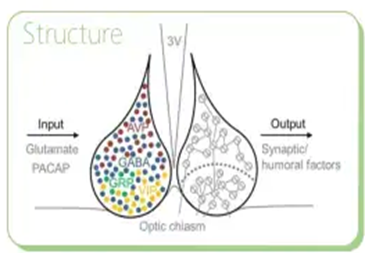 Structure
3V
Input
Glutamate
PACAP
AVP
GABA
GRP
VIP
Output
Synaptic/
humoral factors
Optic chiasm